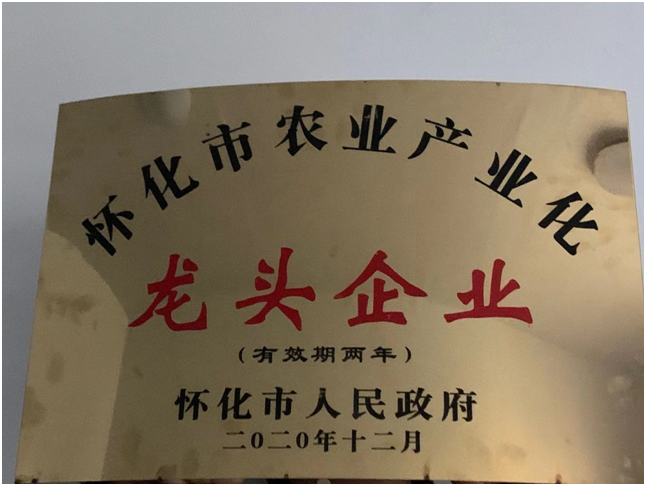 怀化市农业产业化
龙头企业
(有效期两年)
怀化市人民政府
二〇二〇年十二月